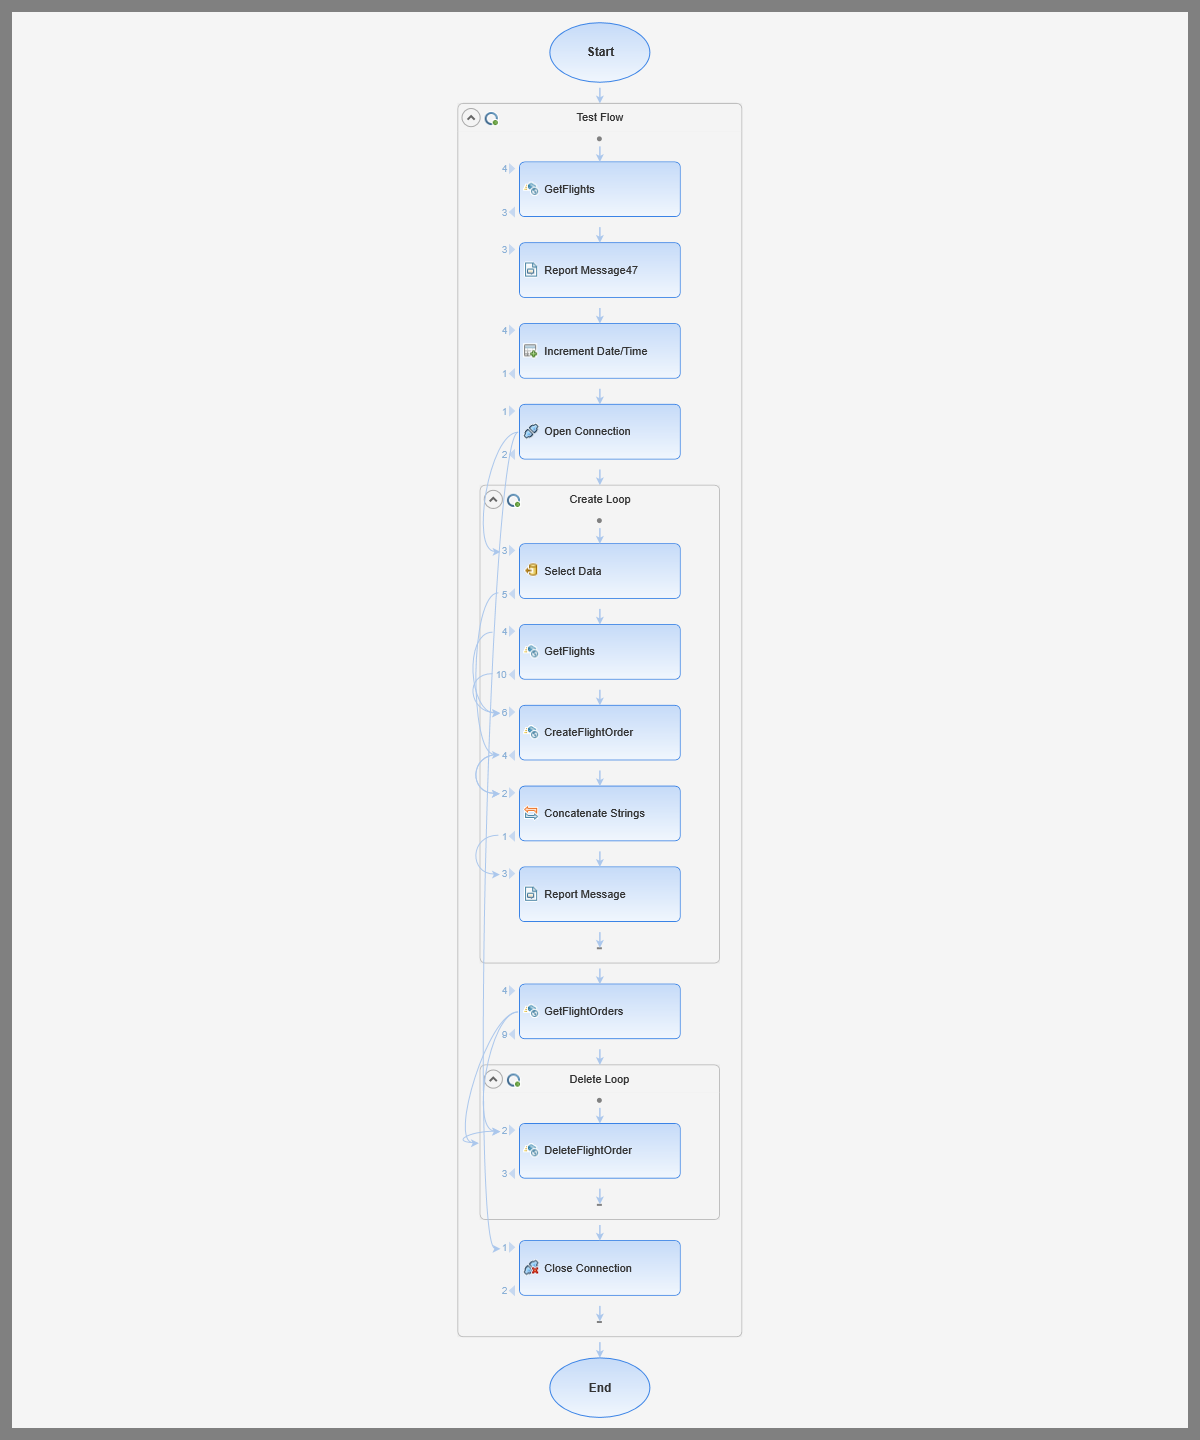 Start
Test Flow
4
GetFlights
3
3
Report Message47
4
Increment Date/Time
1
1
Open Connection
2
Create Loop
3
Select Data
5
4
GetFlights
10
6
CreateFlightOrder
4
2
Concatenate Strings
1
3
Report Message
4
GetFlightOrders
9
Delete Loop
2
DeleteFlightOrder
3
1
Close Connection
2
End